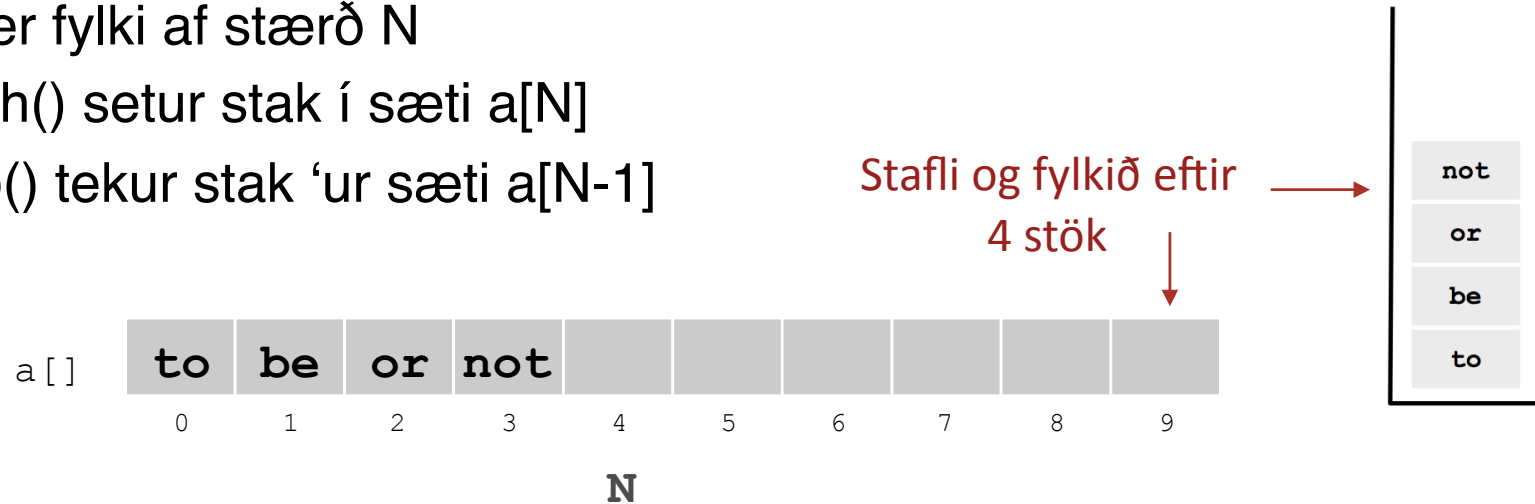 er fylki af stærð N
h() setur stak í sæti a[N]
() tekur stak ‘ur sæti a[N-1]
Stafli og fylkið eftir
4 stök
not
or
be
to
a[] to be or not
0 1 2 3 4 5 6 7 8 9
N